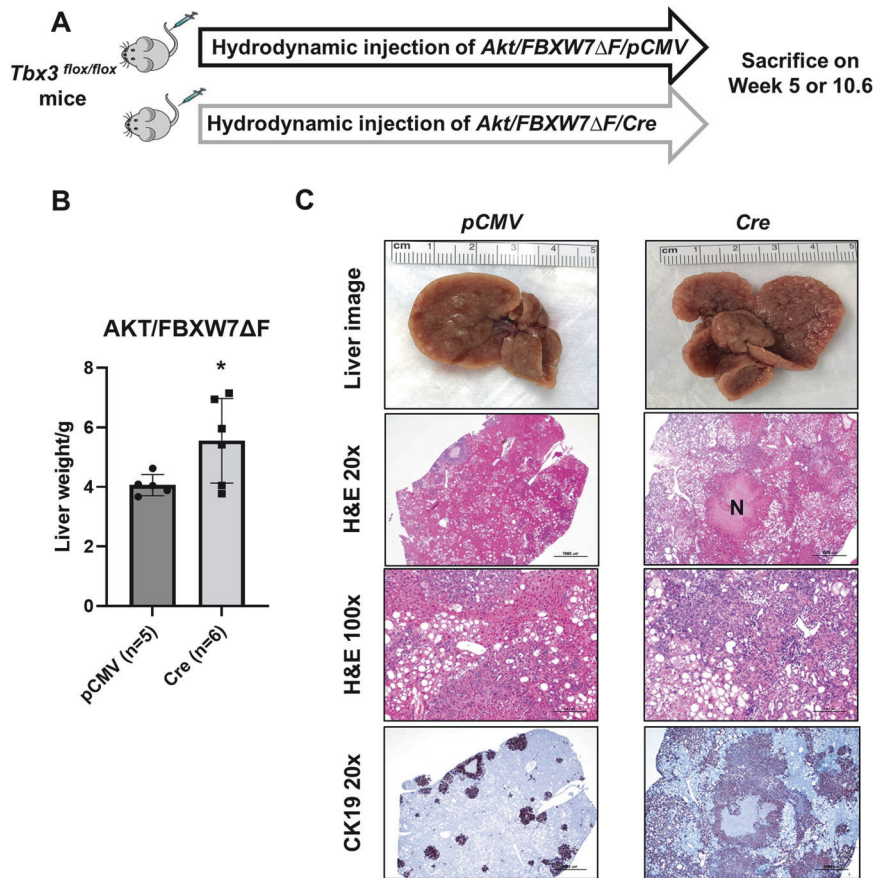 A
Tbx3 flox/flox
mice
Hydrodynamic injection of Akt/FBXW7ΔF/pCMV
Hydrodynamic injection of Akt/FBXW7ΔF/Cre
Sacrifice on
Week 5 or 10.6
B
AKT/FBXW7ΔF
*
Liver weight/g
8
6
4
2
0
pCMV (n=5)
Cre (n=6)
C
pCMV
Cre
Liver image
cm 1 2 3 4 5
cm 1 2 3 4 5
H&E 20x
N
H&E 100x
CK19 20x